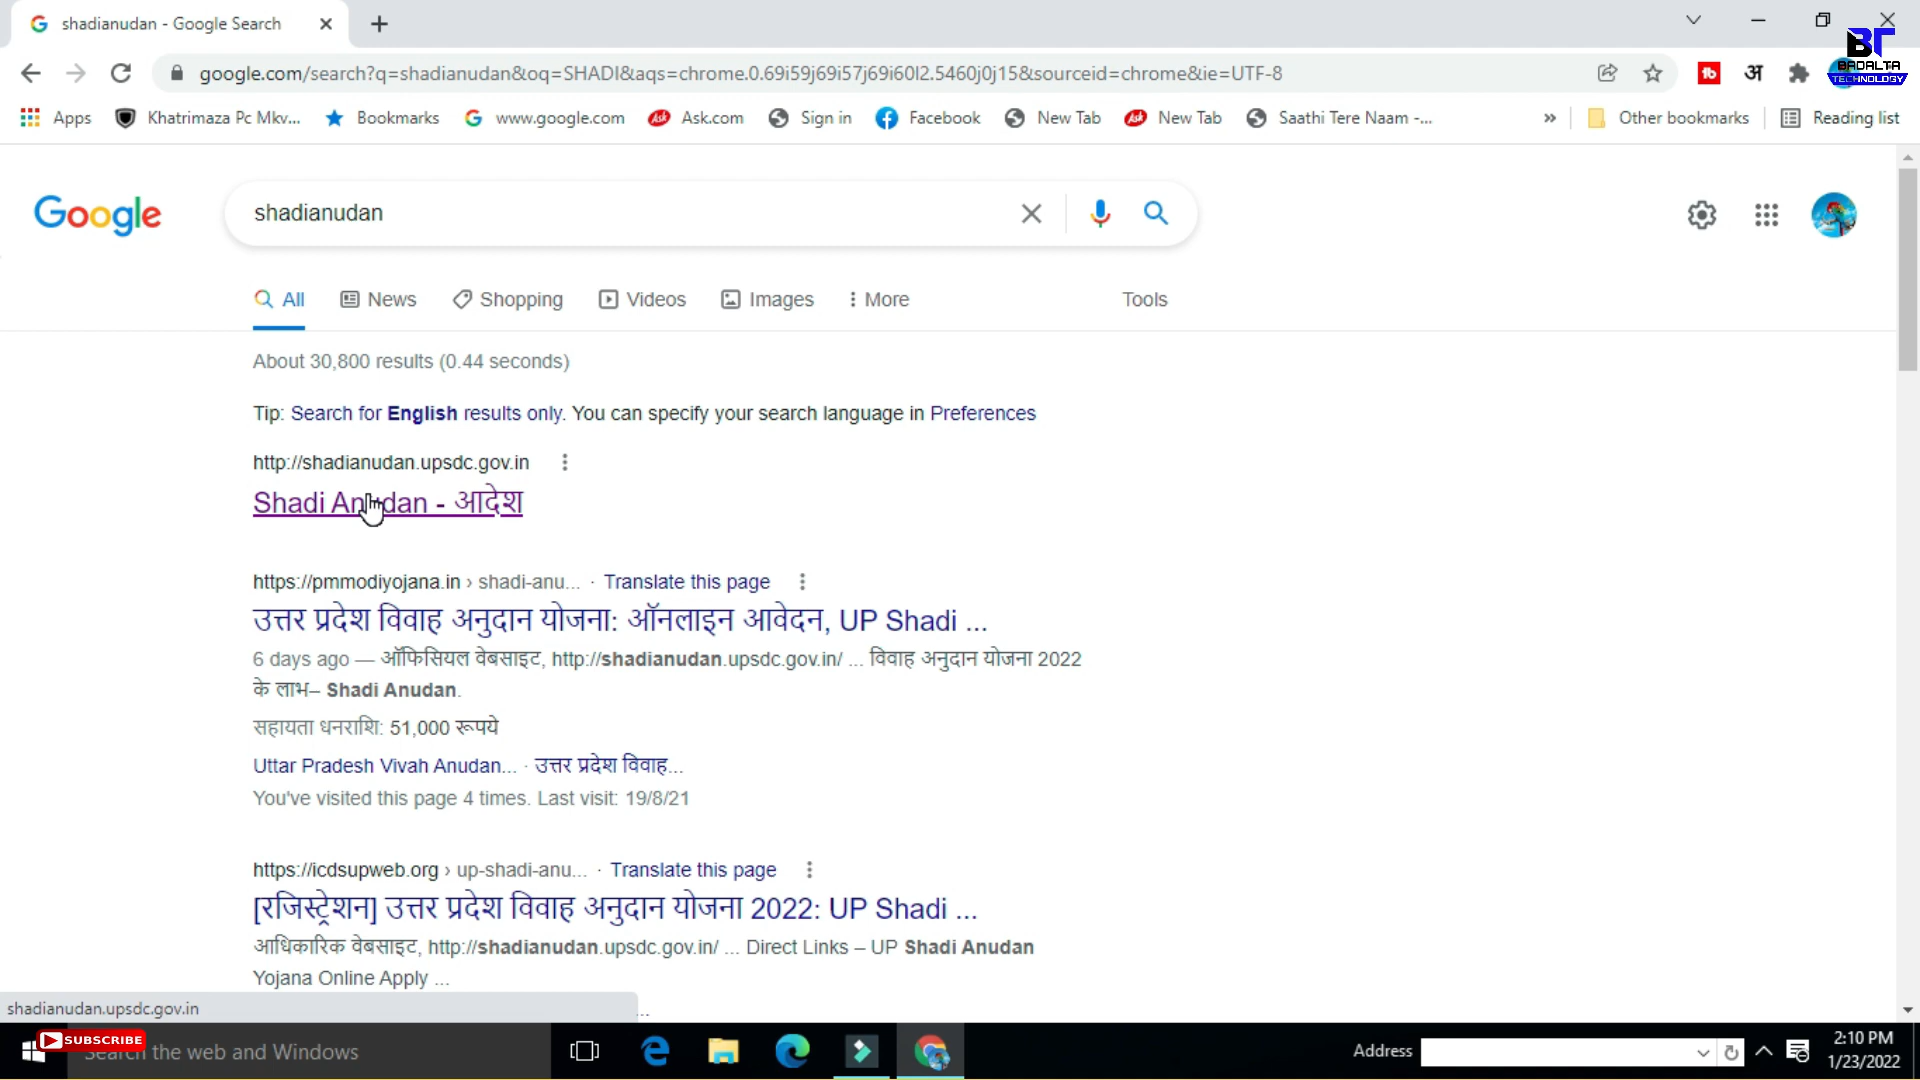 shadianudan - Google Search
google.com/search?q=shadianudan&oq=SHADI&aqs=chrome.0.69i59j69i57j69i60l2.5460j0j15&sourceid=chrome&ie=UTF-8
अ
BT
BADALTA
TECHNOLOGY
Apps Khatrimaza Pc Mkv... Bookmarks www.google.com Ask.com Sign in Facebook New Tab New Tab Saathi Tere Naam -... » Other bookmarks Reading list
Google shadianudan
All News Shopping Videos Images More Tools
About 30,800 results (0.44 seconds)
Tip: Search for English results only. You can specify your search language in Preferences
http://shadianudan.upsdc.gov.in
Shadi Anudan - आदेश
https://pmmodiyojana.in › shadi-anu... · Translate this page
उत्तर प्रदेश विवाह अनुदान योजना: ऑनलाइन आवेदन, UP Shadi ...
6 days ago — ऑफिसियल वेबसाइट, http://shadianudan.upsdc.gov.in/ ... विवाह अनुदान योजना 2022
के लाभ– Shadi Anudan.
सहायता धनराशि: 51,000 रूपये
Uttar Pradesh Vivah Anudan... · उत्तर प्रदेश विवाह...
You've visited this page 4 times. Last visit: 19/8/21
https://icdsupweb.org › up-shadi-anu... · Translate this page
[रजिस्ट्रेशन] उत्तर प्रदेश विवाह अनुदान योजना 2022: UP Shadi ...
आधिकारिक वेबसाइट, http://shadianudan.upsdc.gov.in/ ... Direct Links – UP Shadi Anudan
Yojana Online Apply ...
shadianudan.upsdc.gov.in
SUBSCRIBE
Search the web and Windows
Address
2:10 PM
1/23/2022